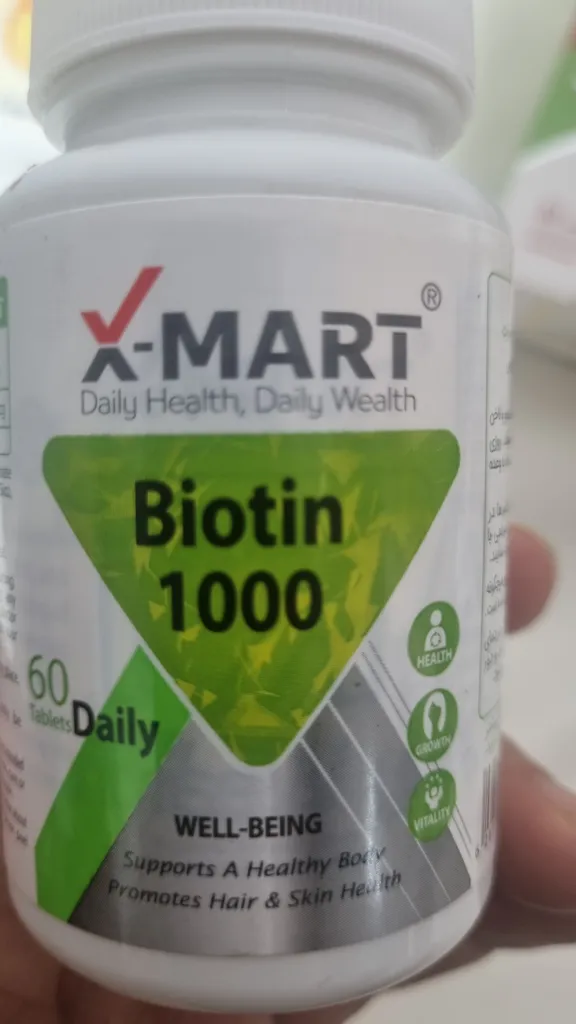 X-MART®
Daily Health, Daily Wealth
Biotin
1000
60
Tablets
Daily
HEALTH
GROWTH
VITALITY
WELL-BEING
Supports A Healthy Body
Promotes Hair & Skin Health